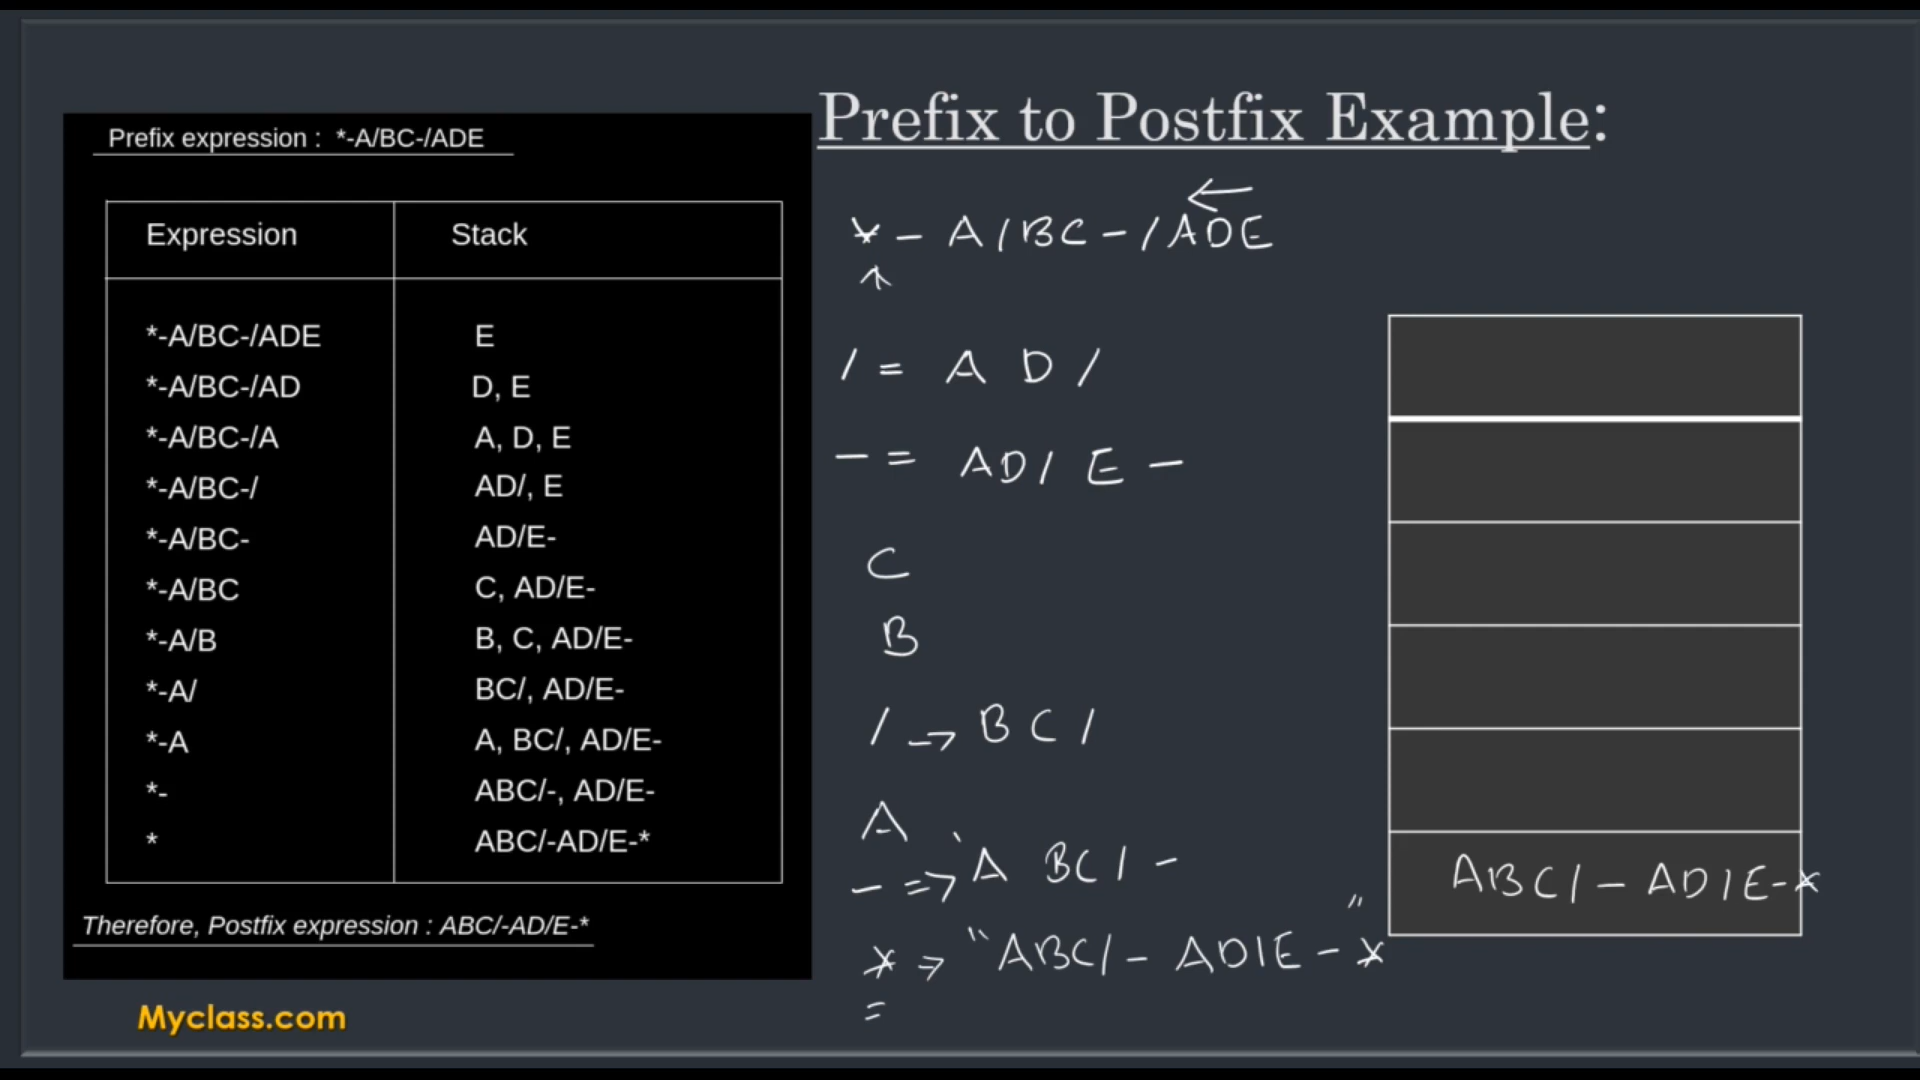 Prefix to Postfix Example:
Prefix expression : *-A/BC-/ADE
Expression Stack
*-A/BC-/ADE E
*-A/BC-/AD D, E
*-A/BC-/A A, D, E
*-A/BC-/ AD/, E
*-A/BC- AD/E-
*-A/BC C, AD/E-
*-A/B B, C, AD/E-
*-A/ BC/, AD/E-
*-A A, BC/, AD/E-
*- ABC/-, AD/E-
* ABC/-AD/E-*
Therefore, Postfix expression : ABC/-AD/E-*
Myclass.com
←
* - A/BC-/ADE
↑
/ = A D /
- = AD/ E -
C
B
/ → B C /
A
- ⇒ A BC/ -
* ⇒ "ABC/- AD/E-*"
=
ABC/- AD/E-*